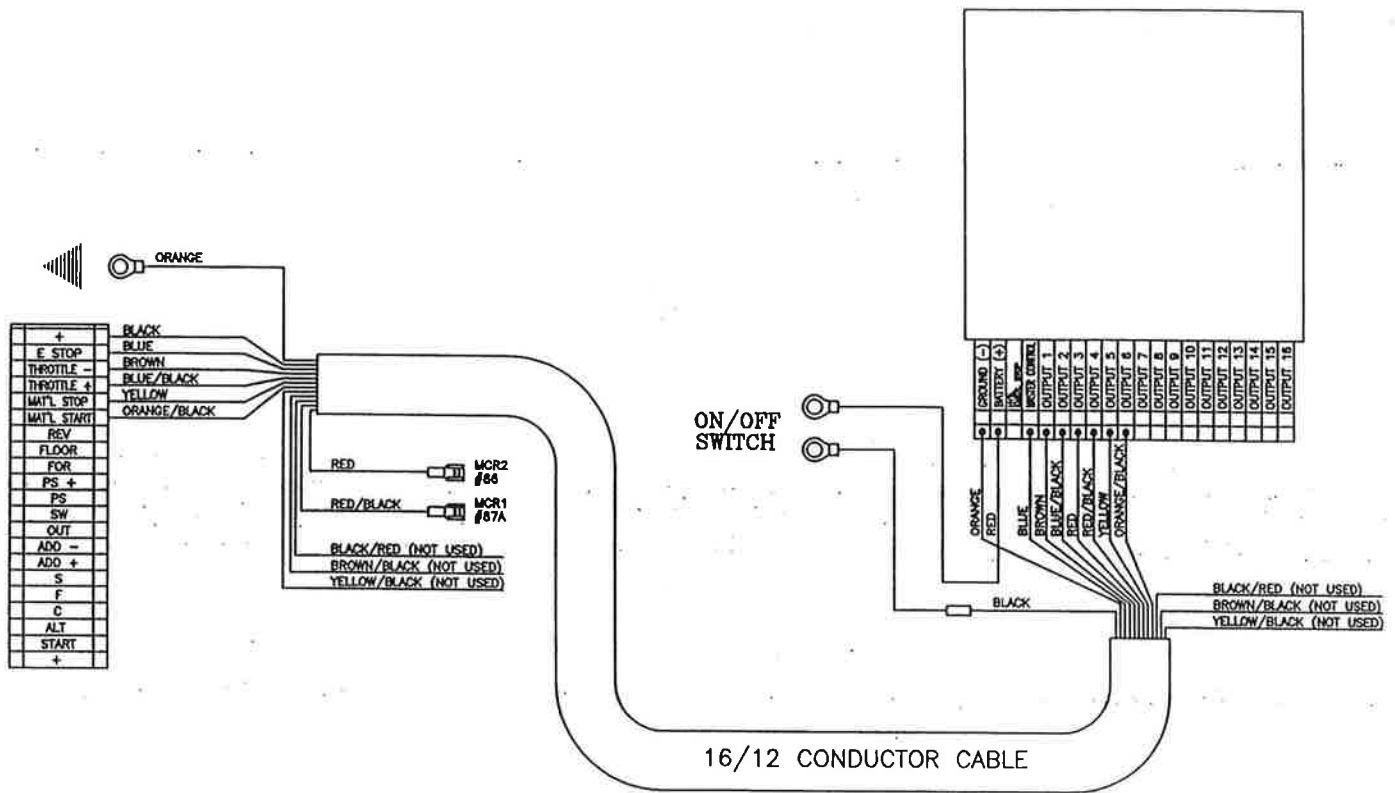 ORANGE
BLACK
BLUE
BROWN
BLUE/BLACK
YELLOW
ORANGE/BLACK
+
E STOP
THROTTLE -
THROTTLE +
MAT'L STOP
MAT'L START
REV
FLOOR
FOR
PS +
PS
SW
OUT
ADD -
ADD +
S
F
C
ALT
START
+
RED
MCR2
#86
RED/BLACK
MCR1
#87A
BLACK/RED (NOT USED)
BROWN/BLACK (NOT USED)
YELLOW/BLACK (NOT USED)
ON/OFF
SWITCH
GROUND (-)
BATTERY (+)
STOP
MASTER CONTROL
OUTPUT 1
OUTPUT 2
OUTPUT 3
OUTPUT 4
OUTPUT 5
OUTPUT 6
OUTPUT 7
OUTPUT 8
OUTPUT 9
OUTPUT 10
OUTPUT 11
OUTPUT 12
OUTPUT 13
OUTPUT 14
OUTPUT 15
OUTPUT 16
ORANGE
RED
BLUE
BROWN
BLUE/BLACK
RED
RED/BLACK
YELLOW
ORANGE/BLACK
BLACK
BLACK/RED (NOT USED)
BROWN/BLACK (NOT USED)
YELLOW/BLACK (NOT USED)
16/12 CONDUCTOR CABLE